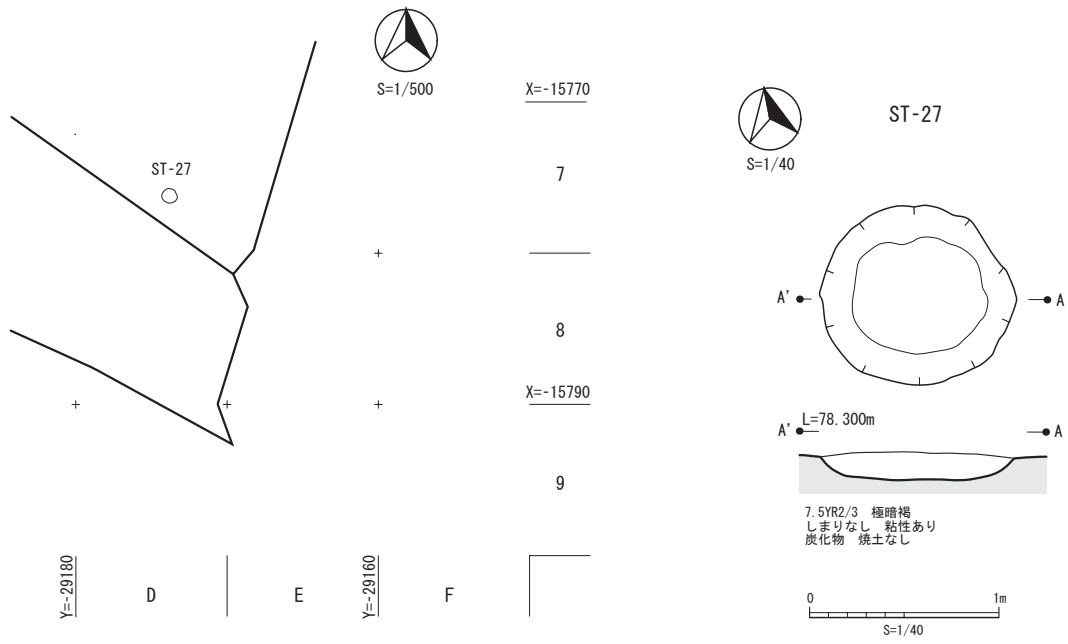 S=1/500
X=-15770
ST-27
7
8
X=-15790
9
Y=-29180
D
E
Y=-29160
F
S=1/40
ST-27
A'
A
L=78.300m
A'
A
7.5YR2/3 極暗褐
しまりなし 粘性あり
炭化物 焼土なし
0
1m
S=1/40